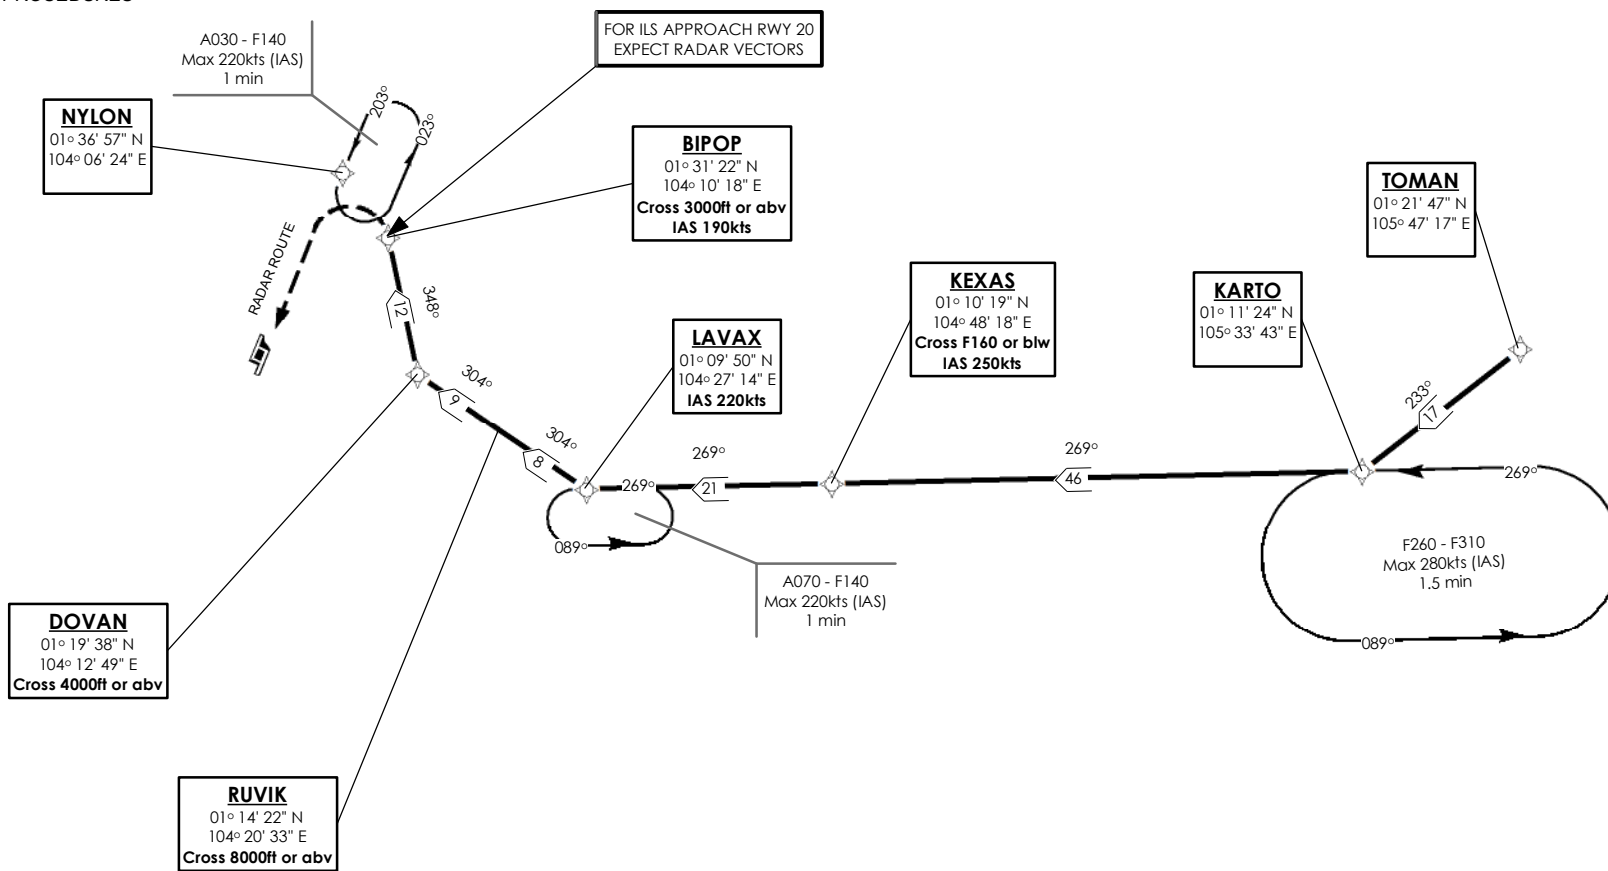 A030 - F140
Max 220kts (IAS)
1 min
FOR ILS APPROACH RWY 20
EXPECT RADAR VECTORS
203°
023°
NYLON
01° 36' 57" N
104° 06' 24" E
BIPOP
01° 31' 22" N
104° 10' 18" E
Cross 3000ft or abv
IAS 190kts
TOMAN
01° 21' 47" N
105° 47' 17" E
RADAR ROUTE
12
348°
KEXAS
01° 10' 19" N
104° 48' 18" E
Cross F160 or blw
IAS 250kts
KARTO
01° 11' 24" N
105° 33' 43" E
LAVAX
01° 09' 50" N
104° 27' 14" E
IAS 220kts
304°
9
304°
8
233°
17
269°
21
269°
46
269°
089°
269°
089°
A070 - F140
Max 220kts (IAS)
1 min
F260 - F310
Max 280kts (IAS)
1.5 min
DOVAN
01° 19' 38" N
104° 12' 49" E
Cross 4000ft or abv
RUVIK
01° 14' 22" N
104° 20' 33" E
Cross 8000ft or abv